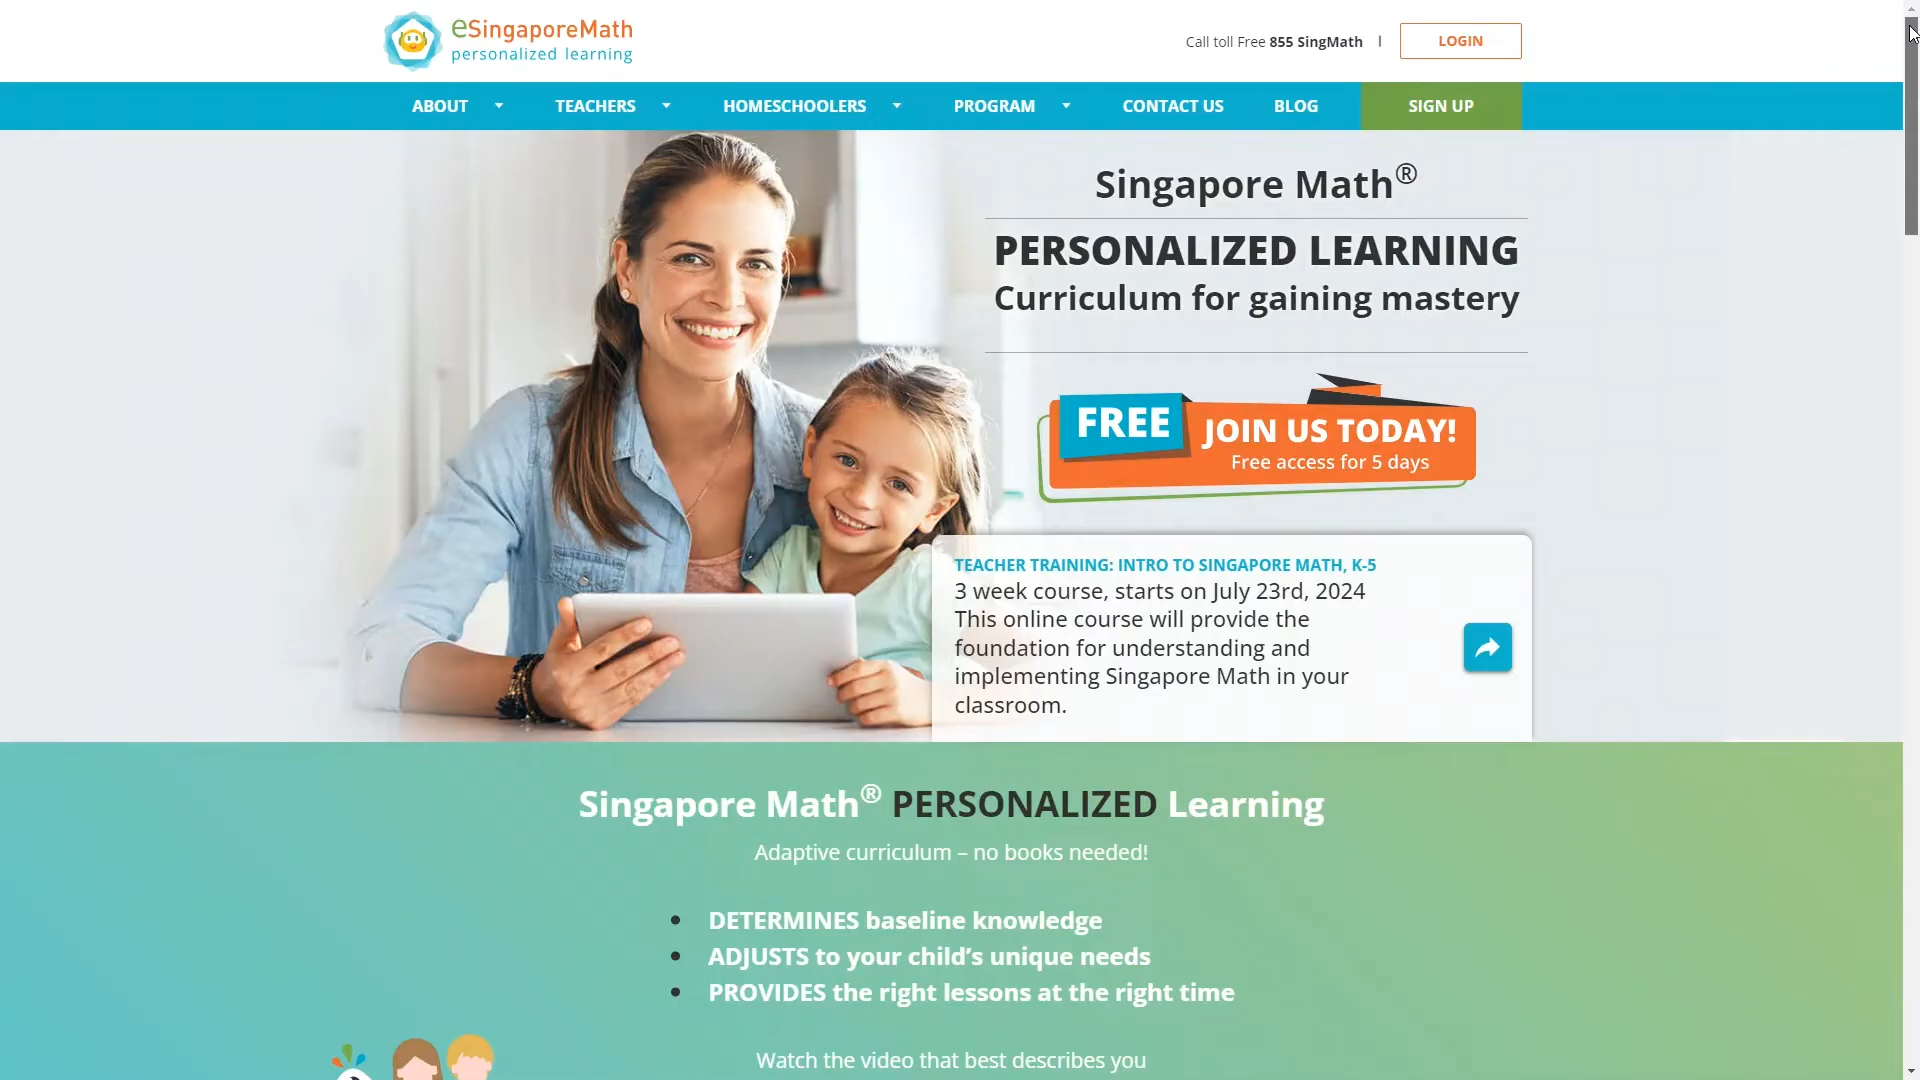 eSingaporeMath
personalized learning
Call toll Free 855 SingMath | LOGIN
ABOUT TEACHERS HOMESCHOOLERS PROGRAM CONTACT US BLOG SIGN UP
Singapore Math®
PERSONALIZED LEARNING
Curriculum for gaining mastery
FREE JOIN US TODAY!
Free access for 5 days
TEACHER TRAINING: INTRO TO SINGAPORE MATH, K-5
3 week course, starts on July 23rd, 2024
This online course will provide the
foundation for understanding and
implementing Singapore Math in your
classroom.
Singapore Math® PERSONALIZED Learning
Adaptive curriculum – no books needed!
• DETERMINES baseline knowledge
• ADJUSTS to your child’s unique needs
• PROVIDES the right lessons at the right time
Watch the video that best describes you